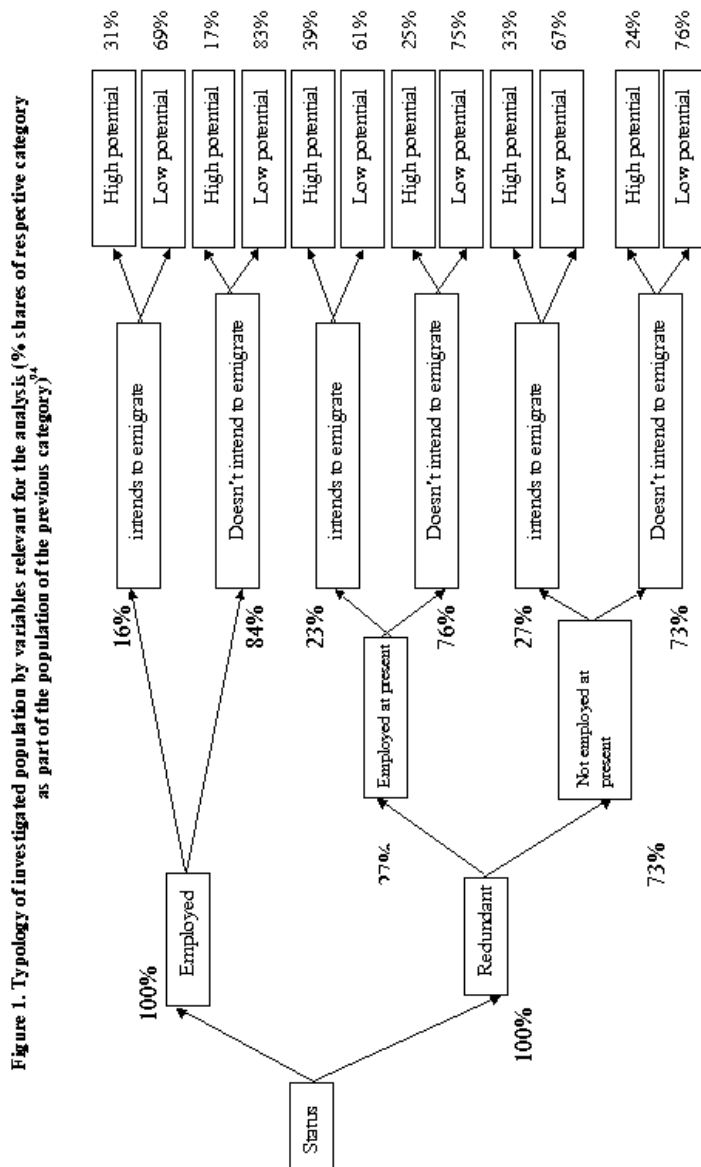 Figure 1. Typology of investigated population by variables relevant for the analysis (% shares of respective category
as part of the population of the previous category)94
Status
100%
Employed
16%
intends to emigrate
High potential 31%
Low potential 69%
84%
Doesn't intend to emigrate
High potential 17%
Low potential 83%
100%
Redundant
27%
Employed at present
23%
intends to emigrate
High potential 39%
Low potential 61%
76%
Doesn't intend to emigrate
High potential 25%
Low potential 75%
73%
Not employed at
present
27%
intends to emigrate
High potential 33%
Low potential 67%
73%
Doesn't intend to emigrate
High potential 24%
Low potential 76%